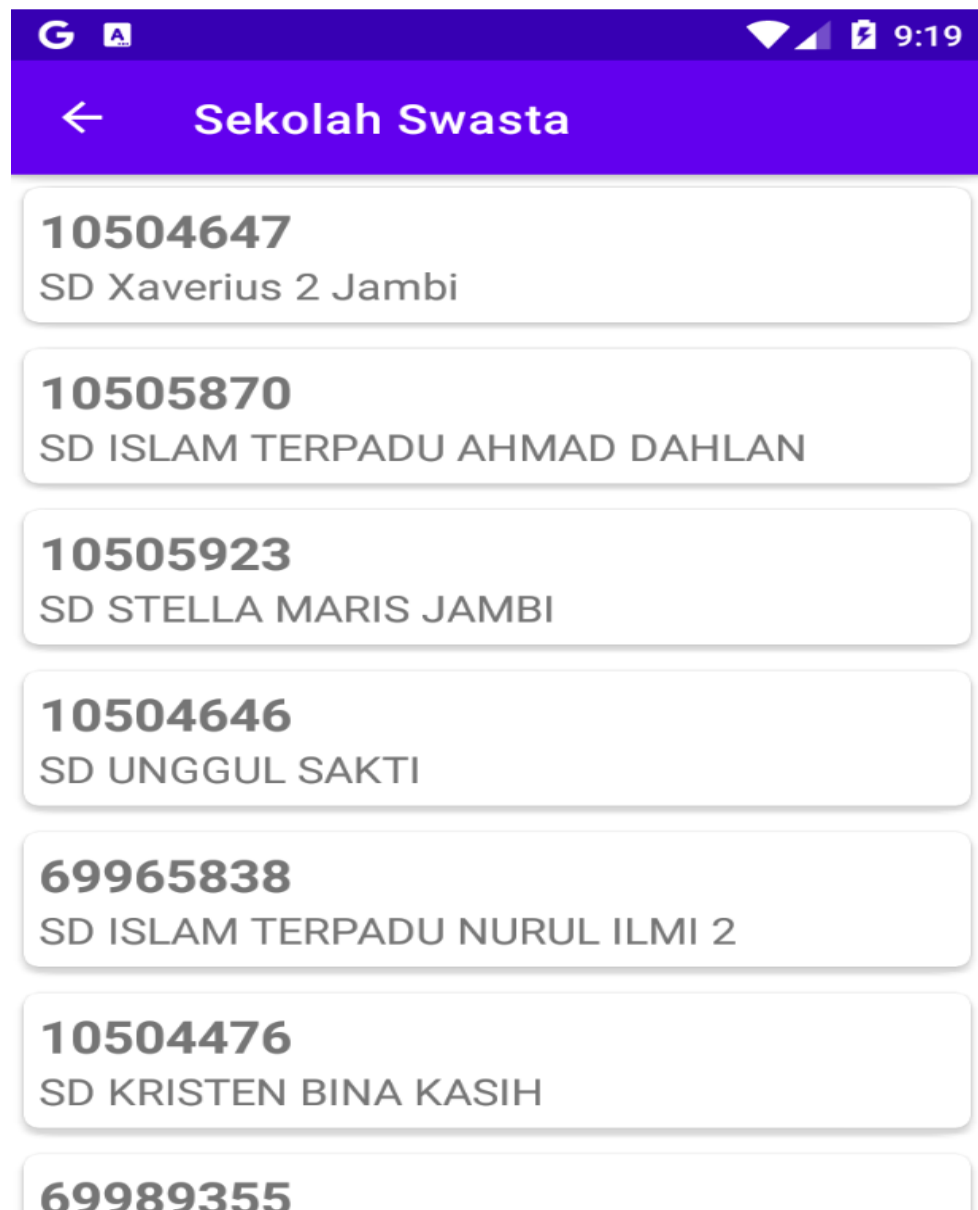 G A 9:19
Sekolah Swasta
10504647
SD Xaverius 2 Jambi
10505870
SD ISLAM TERPADU AHMAD DAHLAN
10505923
SD STELLA MARIS JAMBI
10504646
SD UNGGUL SAKTI
69965838
SD ISLAM TERPADU NURUL ILMI 2
10504476
SD KRISTEN BINA KASIH
69989355